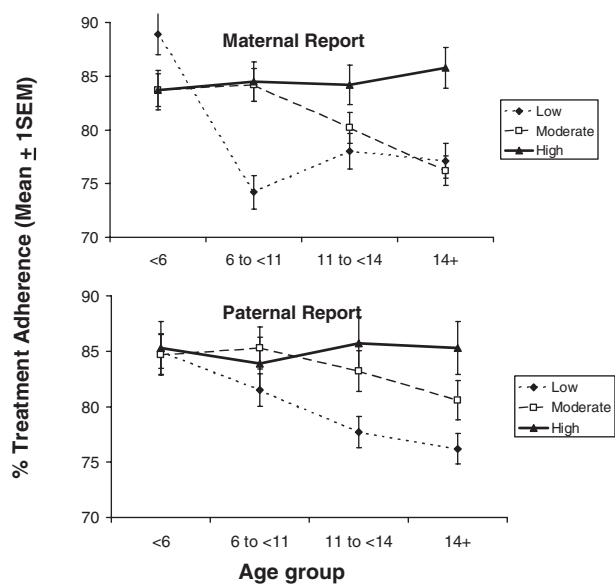 % Treatment Adherence (Mean ± 1SEM)
90
85
80
75
70
Maternal Report
<6
6 to <11
11 to <14
14+
Low
Moderate
High
90
85
80
75
70
Paternal Report
<6
6 to <11
11 to <14
14+
Low
Moderate
High
Age group